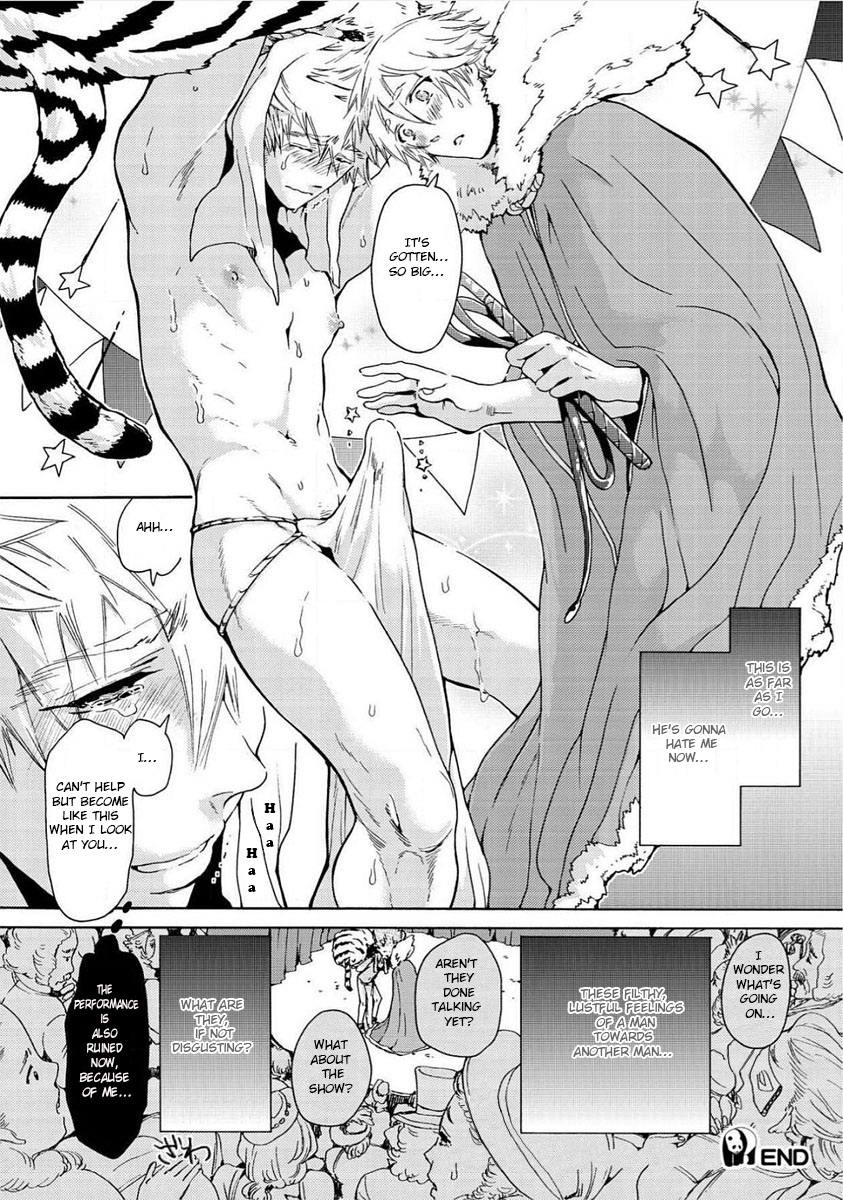 IT'S
GOTTEN...
SO BIG...
AHH...
THIS IS
AS FAR
AS I
GO...
HE'S GONNA
HATE ME
NOW...
I...
CAN'T HELP
BUT BECOME
LIKE THIS
WHEN I LOOK
AT YOU...
Haa
Haa
I
WONDER
WHAT'S
GOING
ON...
THESE FILTHY,
LUSTFUL FEELINGS
OF A MAN
TOWARDS
ANOTHER MAN...
AREN'T
THEY
DONE
TALKING
YET?
WHAT
ABOUT
THE
SHOW?
WHAT ARE
THEY,
IF NOT
DISGUSTING?
THE
PERFORMANCE
IS
ALSO
RUINED
NOW,
BECAUSE
OF ME...
ざわ
END